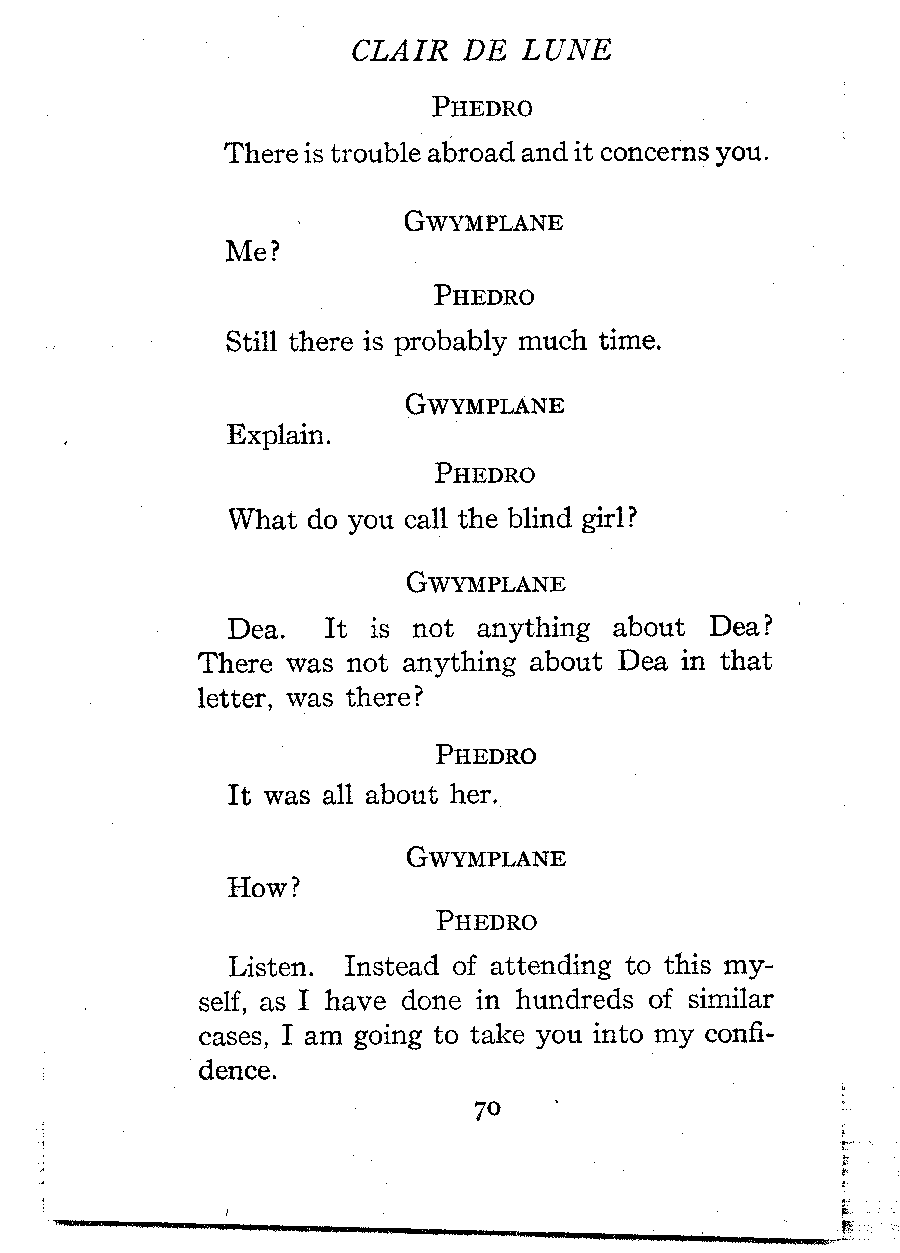 CLAIR DE LUNE
PHEDRO
There is trouble abroad and it concerns you.
GWYMPLANE
Me?
PHEDRO
Still there is probably much time.
GWYMPLANE
Explain.
PHEDRO
What do you call the blind girl?
GWYMPLANE
Dea. It is not anything about Dea?
There was not anything about Dea in that
letter, was there?
PHEDRO
It was all about her.
GWYMPLANE
How?
PHEDRO
Listen. Instead of attending to this my-
self, as I have done in hundreds of similar
cases, I am going to take you into my confi-
dence.
70